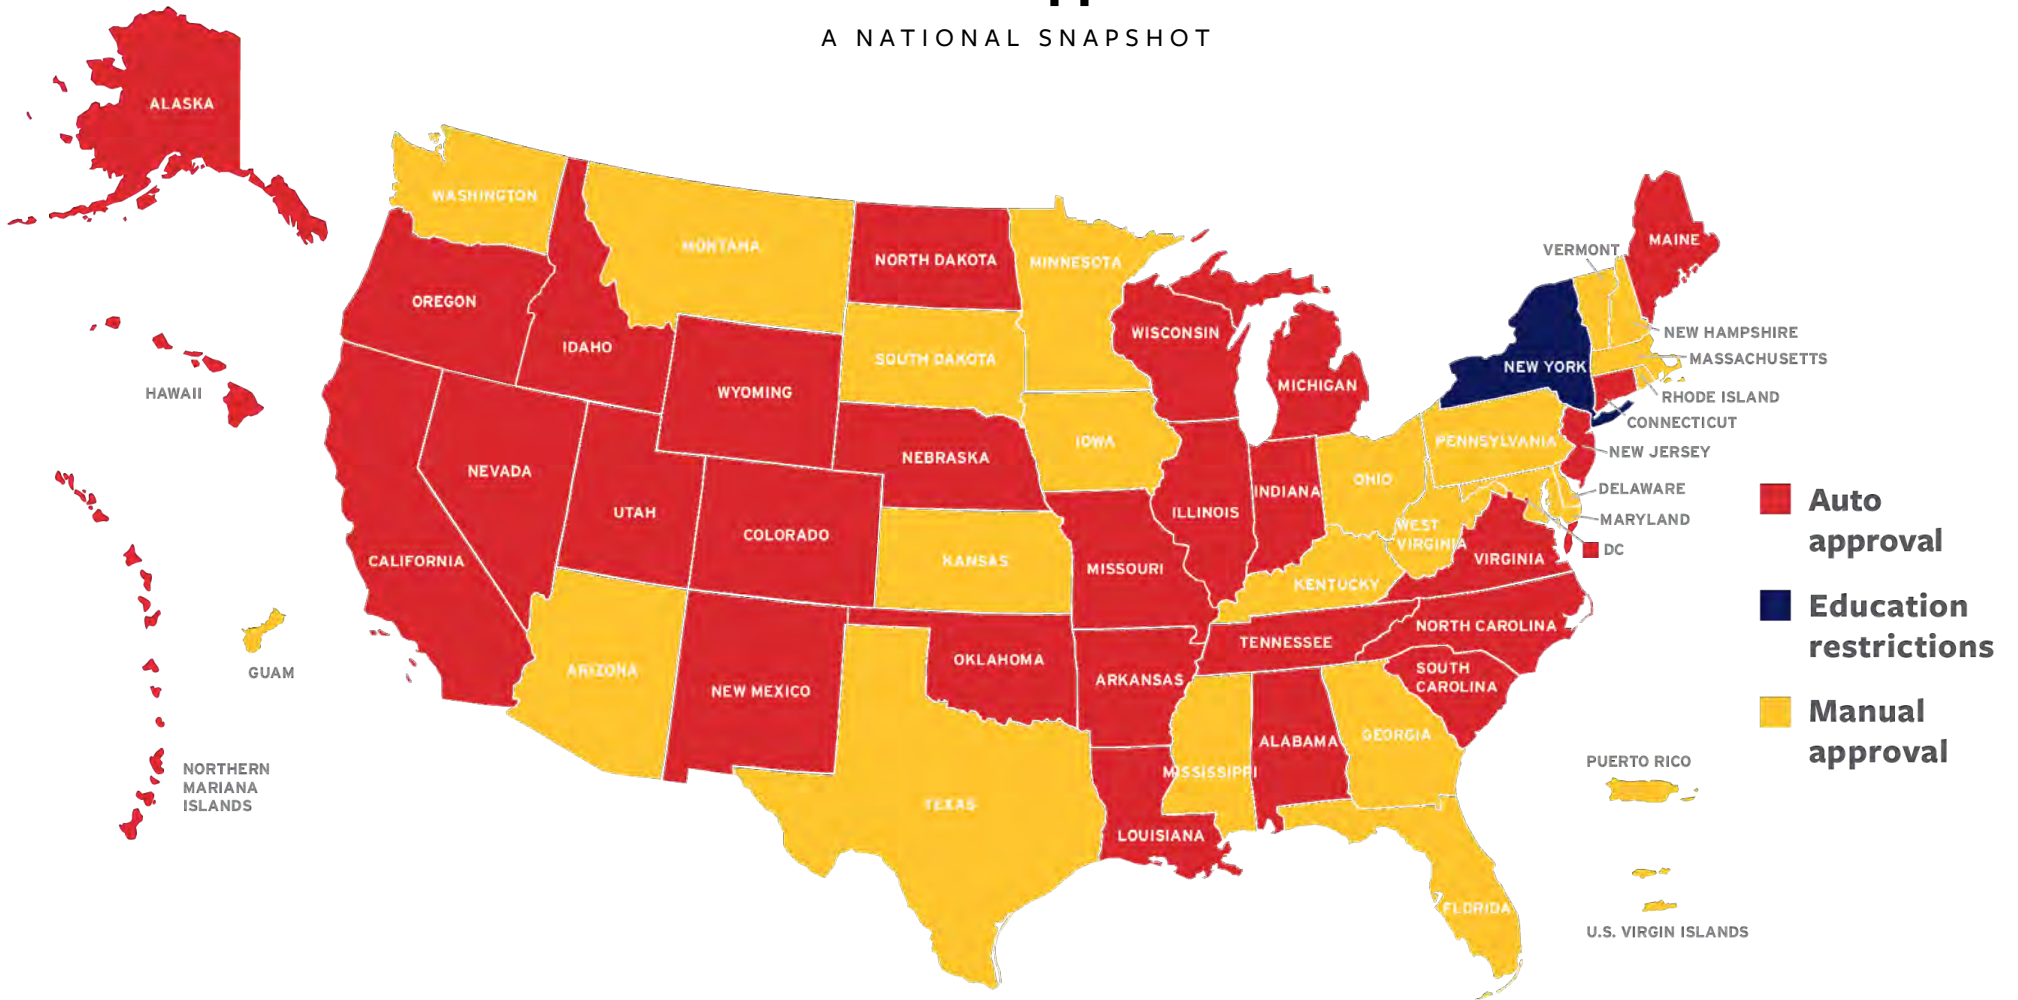 A NATIONAL SNAPSHOT
ALASKA
WASHINGTON
MONTANA
NORTH DAKOTA
MINNESOTA
OREGON
IDAHO
WYOMING
SOUTH DAKOTA
WISCONSIN
MICHIGAN
VERMONT
MAINE
NEW HAMPSHIRE
MASSACHUSETTS
NEW YORK
RHODE ISLAND
CONNECTICUT
NEW JERSEY
HAWAII
NEVADA
UTAH
COLORADO
NEBRASKA
IOWA
ILLINOIS
INDIANA
OHIO
PENNSYLVANIA
DELAWARE
MARYLAND
DC
CALIFORNIA
KANSAS
MISSOURI
KENTUCKY
WEST
VIRGINIA
VIRGINIA
GUAM
ARIZONA
NEW MEXICO
OKLAHOMA
ARKANSAS
TENNESSEE
NORTH CAROLINA
SOUTH
CAROLINA
NORTHERN
MARIANA
ISLANDS
TEXAS
LOUISIANA
MISSISSIPPI
ALABAMA
GEORGIA
FLORIDA
PUERTO RICO
U.S. VIRGIN ISLANDS
Auto
approval
Education
restrictions
Manual
approval